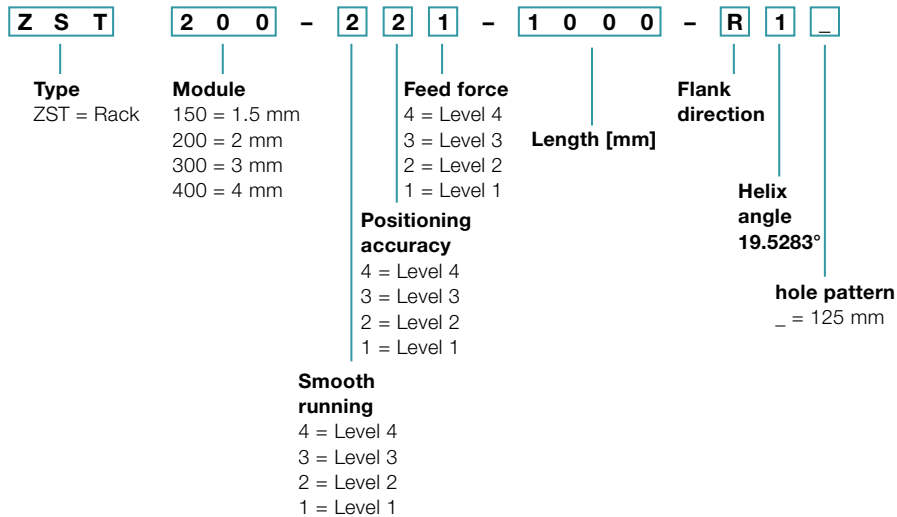 Z S T 2 0 0 – 2 2 1 – 1 0 0 0 – R 1 _
Type
ZST = Rack
Module
150 = 1.5 mm
200 = 2 mm
300 = 3 mm
400 = 4 mm
Feed force
4 = Level 4
3 = Level 3
2 = Level 2
1 = Level 1
Length [mm]
Flank
direction
Positioning
accuracy
4 = Level 4
3 = Level 3
2 = Level 2
1 = Level 1
Helix
angle
19.5283°
hole pattern
_ = 125 mm
Smooth
running
4 = Level 4
3 = Level 3
2 = Level 2
1 = Level 1